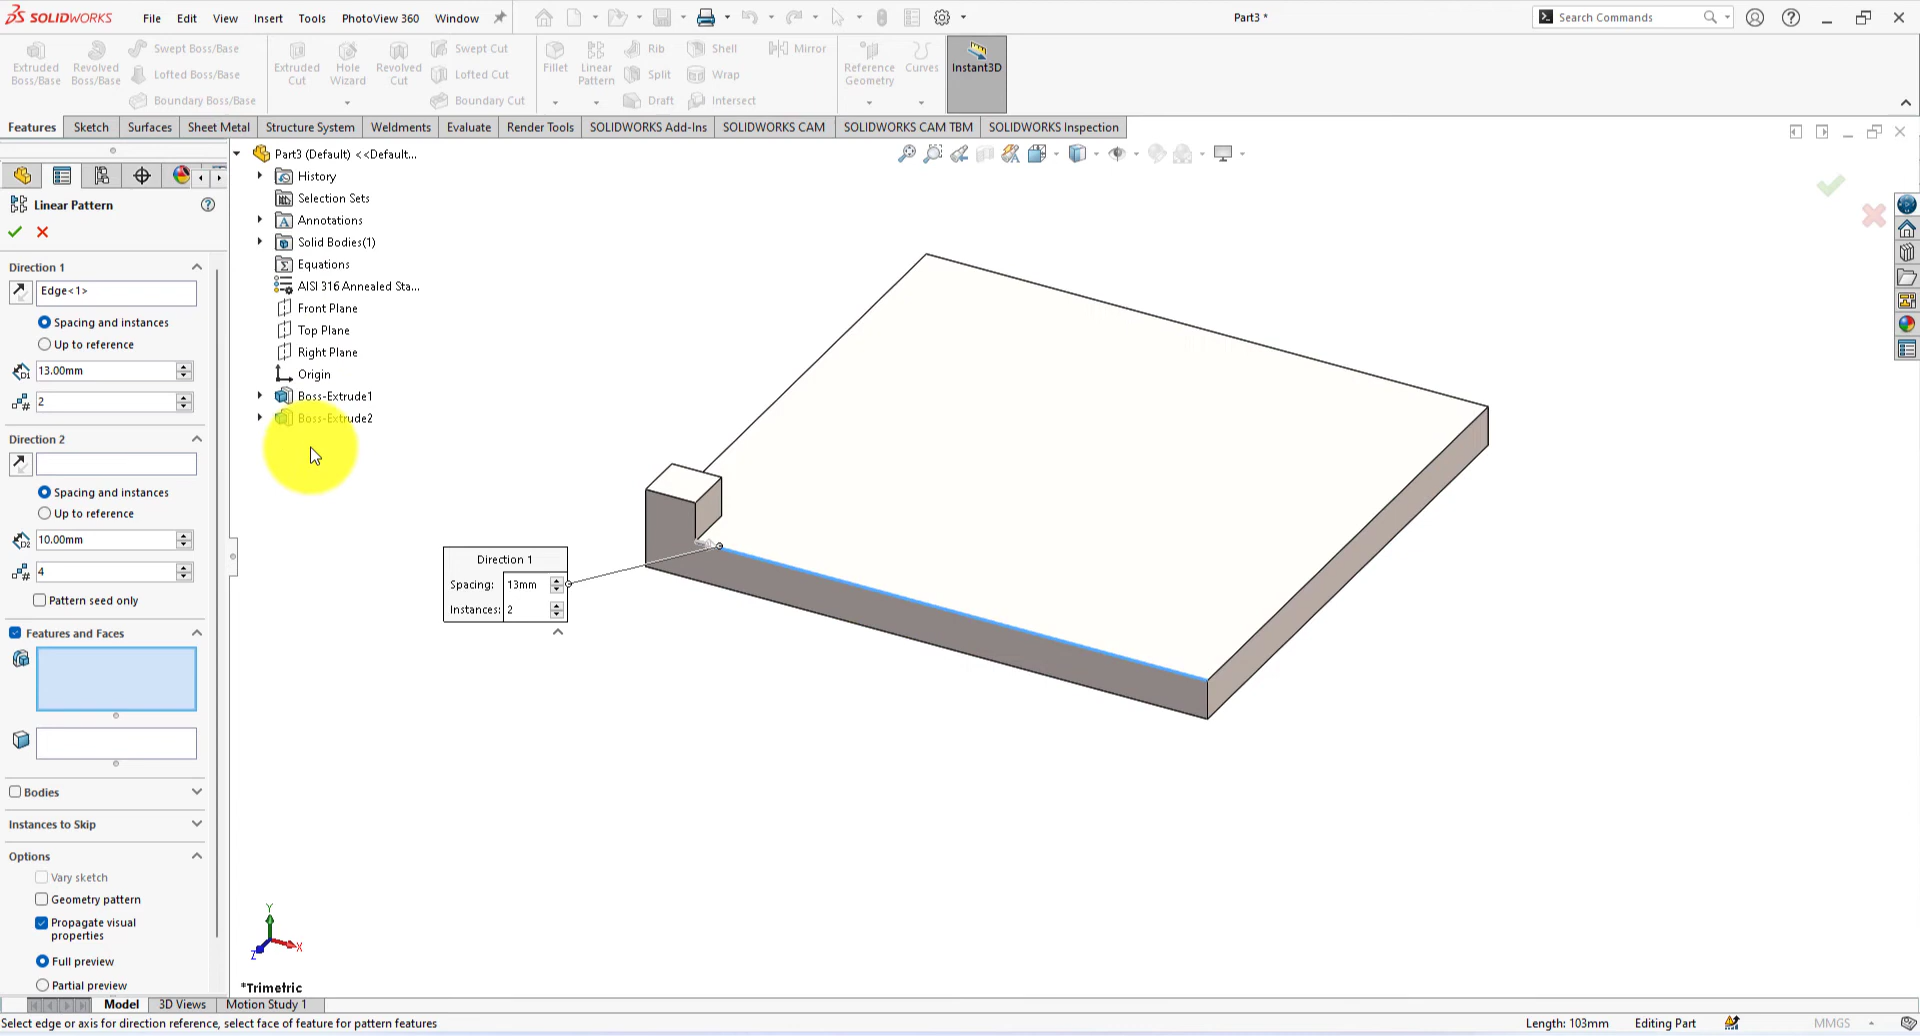 SOLIDWORKS File Edit View Insert Tools PhotoView 360 Window Part3 * Search Commands
Extruded Boss/Base
Revolved Boss/Base
Swept Boss/Base
Lofted Boss/Base
Boundary Boss/Base
Extruded Cut
Hole Wizard
Revolved Cut
Swept Cut
Lofted Cut
Boundary Cut
Fillet
Linear Pattern
Rib
Split
Draft
Shell
Wrap
Intersect
Mirror
Reference Geometry
Curves
Instant3D
Features Sketch Surfaces Sheet Metal Structure System Weldments Evaluate Render Tools SOLIDWORKS Add-Ins SOLIDWORKS CAM SOLIDWORKS CAM TBM SOLIDWORKS Inspection
Linear Pattern
Direction 1
Edge<1>
Spacing and instances
Up to reference
D1
13.00mm
#
2
Direction 2
Spacing and instances
Up to reference
D2
10.00mm
#
4
Pattern seed only
Features and Faces
Bodies
Instances to Skip
Options
Vary sketch
Geometry pattern
Propagate visual
properties
Full preview
Partial preview
Part3 (Default) <<Default...
History
Selection Sets
Annotations
Solid Bodies(1)
Equations
AISI 316 Annealed Sta...
Front Plane
Top Plane
Right Plane
Origin
Boss-Extrude1
Boss-Extrude2
Direction 1
Spacing: 13mm
Instances: 2
Y
X
Z
*Trimetric
Model 3D Views Motion Study 1
Select edge or axis for direction reference, select face of feature for pattern features Length: 103mm Editing Part MMGS